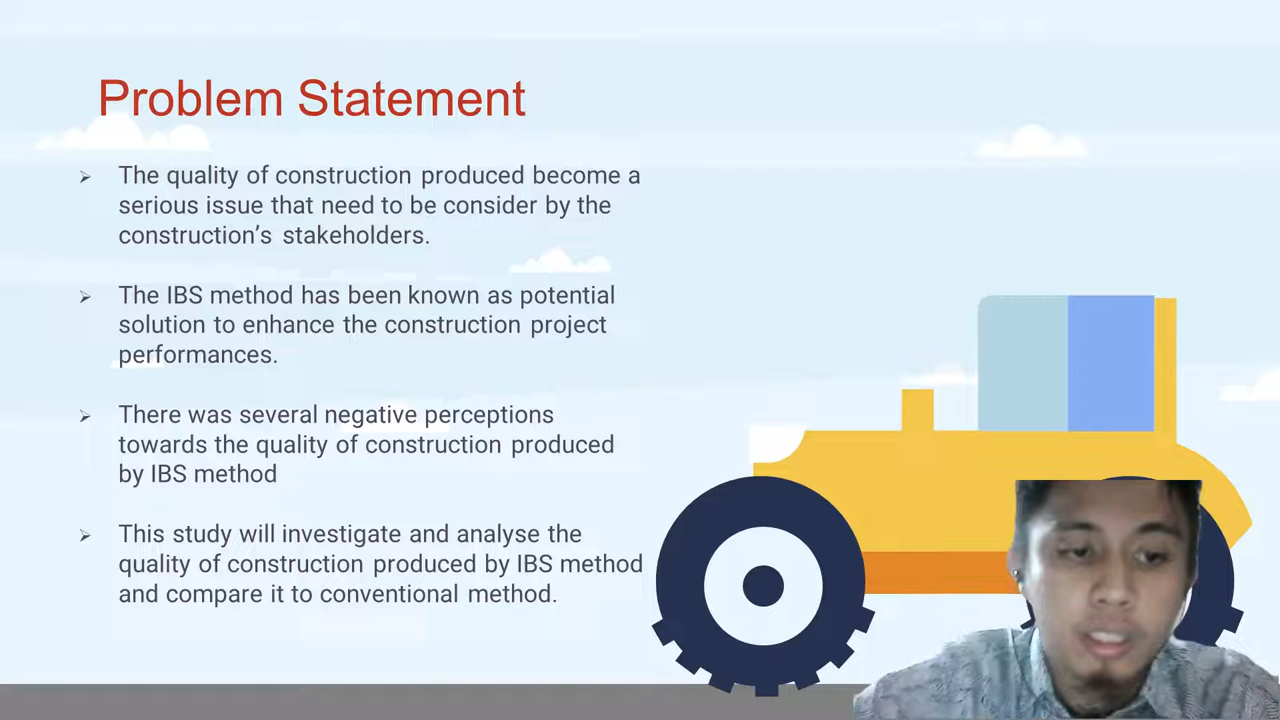 Problem Statement
The quality of construction produced become a
serious issue that need to be consider by the
construction’s stakeholders.
The IBS method has been known as potential
solution to enhance the construction project
performances.
There was several negative perceptions
towards the quality of construction produced
by IBS method
This study will investigate and analyse the
quality of construction produced by IBS method
and compare it to conventional method.